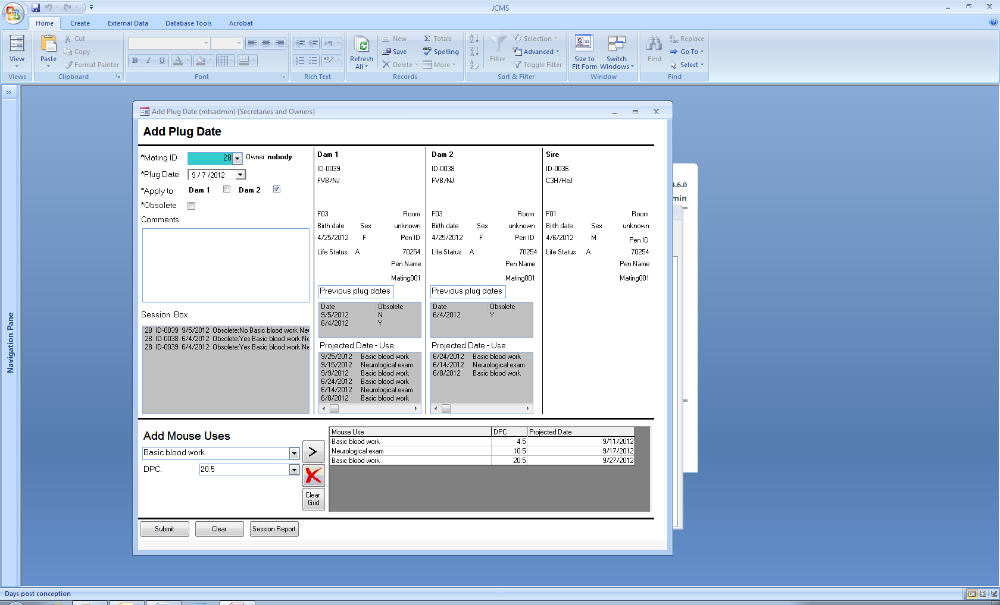 JCMS
Home Create External Data Database Tools Acrobat
View
Views
Paste
Cut
Copy
Format Painter
Clipboard
B I U A
Font
Rich Text
Refresh All
New
Save
Delete
Σ Totals
Spelling
More
Records
Filter
Selection
Advanced
Toggle Filter
Sort & Filter
Size to Fit Form
Switch Windows
Window
Find
Replace
Go To
Select
Find
Navigation Pane
Add Plug Date (mtsadmin) {Secretaries and Owners}
Add Plug Date
*Mating ID 28 Owner nobody
*Plug Date 9 / 7 /2012
*Apply to Dam 1 Dam 2
*Obsolete
Comments
Session Box
28 ID-0039 9/5/2012 Obsolete:No Basic blood work Neu
28 ID-0038 6/4/2012 Obsolete:Yes Basic blood work Ne
28 ID-0039 6/4/2012 Obsolete:Yes Basic blood work Ne
Dam 1
ID-0039
FVB/NJ
F03 Room
Birth date Sex unknown
4/25/2012 F Pen ID
Life Status A 70254
Pen Name
Mating001
Previous plug dates
Date Obsolete
9/5/2012 N
6/4/2012 Y
Projected Date - Use
9/25/2012 Basic blood work
9/15/2012 Neurological exam
9/9/2012 Basic blood work
6/24/2012 Basic blood work
6/14/2012 Neurological exam
6/8/2012 Basic blood work
Dam 2
ID-0038
FVB/NJ
F03 Room
Birth date Sex unknown
4/25/2012 F Pen ID
Life Status A 70254
Pen Name
Mating001
Previous plug dates
Date Obsolete
6/4/2012 Y
Projected Date - Use
6/24/2012 Basic blood work
6/14/2012 Neurological exam
6/8/2012 Basic blood work
Sire
ID-0036
C3H/HeJ
F01 Room
Birth date Sex unknown
4/6/2012 M Pen ID
Life Status A 70254
Pen Name
Mating001
.6.0
min
Add Mouse Uses
Basic blood work
DPC: 20.5
>
Clear Grid
Mouse Use DPC Projected Date
Basic blood work 4.5 9/11/2012
Neurological exam 10.5 9/17/2012
Basic blood work 20.5 9/27/2012
Submit Clear Session Report
Days post conception